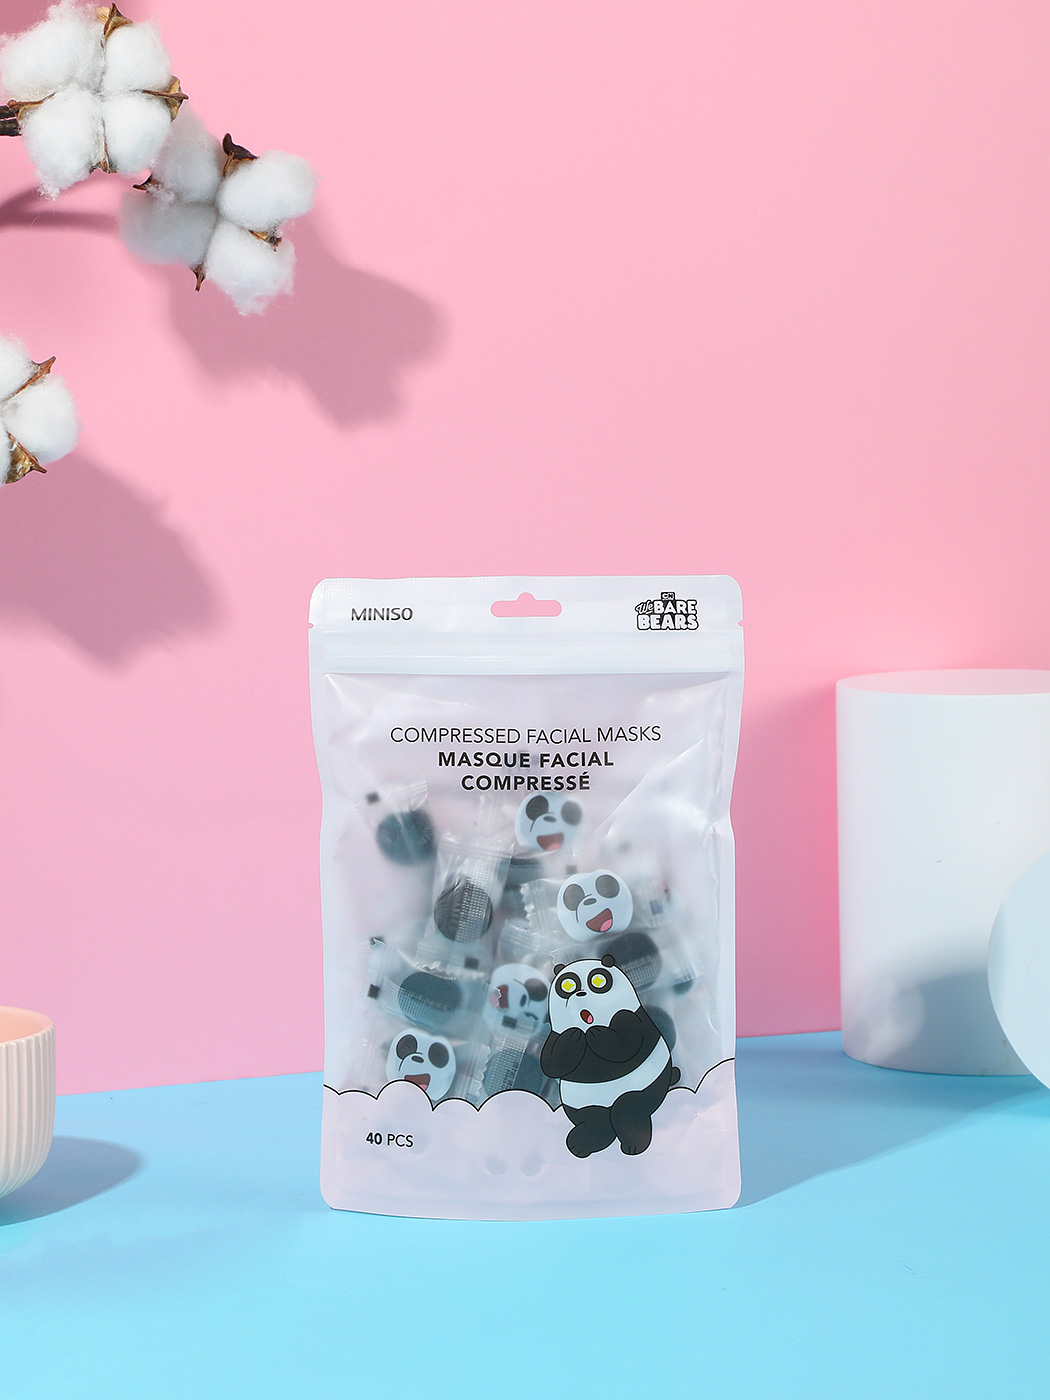 MINISO
CN
We BARE
BEARS
COMPRESSED FACIAL MASKS
MASQUE FACIAL
COMPRESSÉ
40 PCS